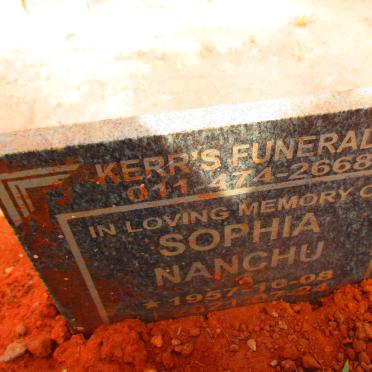 KERR'S FUNERAL
011-474-2668
IN LOVING MEMORY O
SOPHIA
NANCHU
★ 1957-10-08